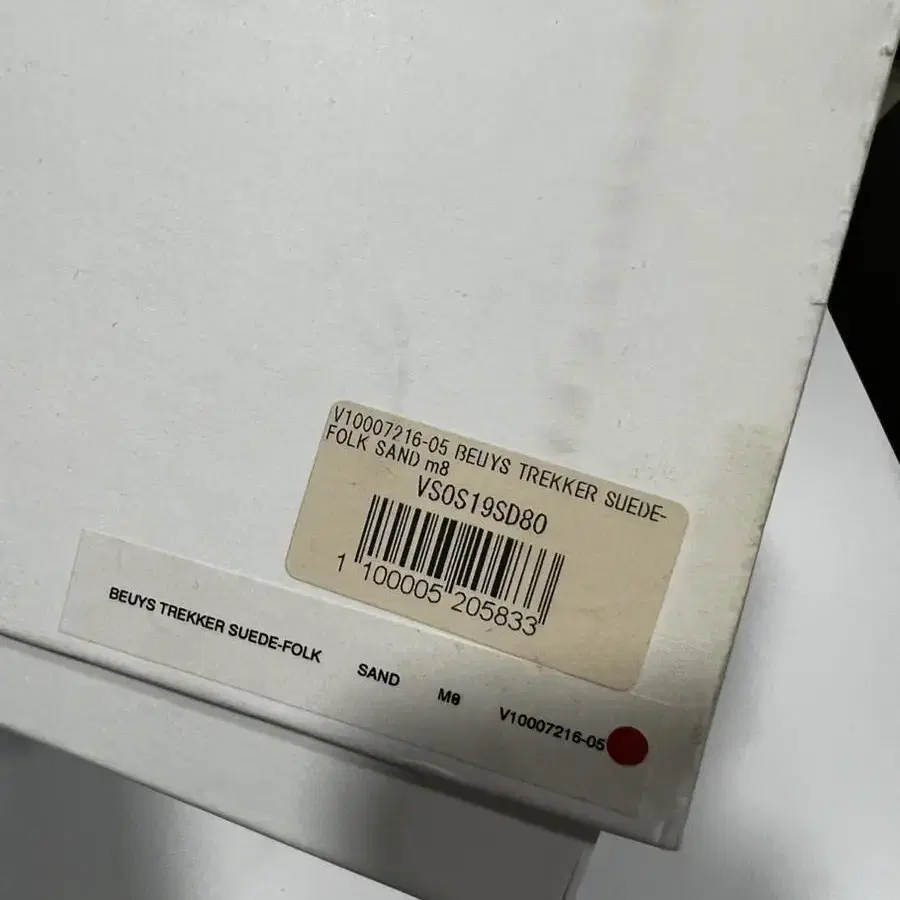 V10007216-05 BEUYS TREKKER SUEDE-
FOLK SAND m8
VSOS19SD80
1 100005 205833
BEUYS TREKKER SUEDE-FOLK SAND M8 V10007216-05